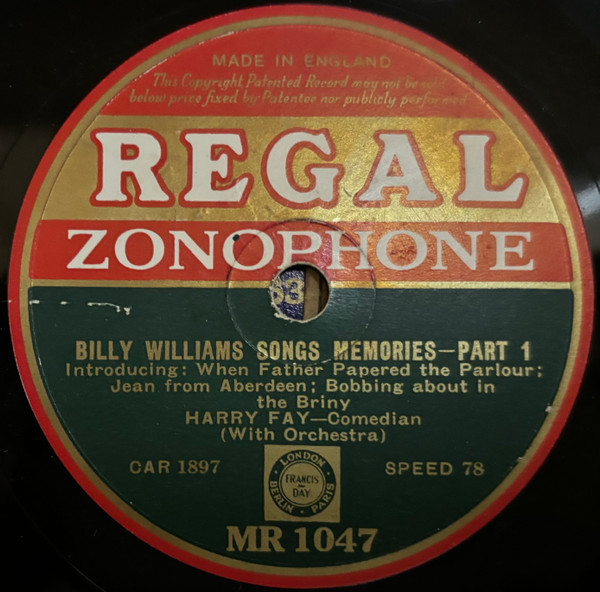 MADE IN ENGLAND
This Copyright Patented Record may not be sold
below price fixed by Patentee nor publicly performed
REGAL
ZONOPHONE
BILLY WILLIAMS SONGS MEMORIES—PART 1
Introducing: When Father Papered the Parlour;
Jean from Aberdeen; Bobbing about in
the Briny
HARRY FAY—Comedian
(With Orchestra)
CAR 1897
SPEED 78
LONDON
FRANCIS
DAY
BERLIN · PARIS
MR 1047